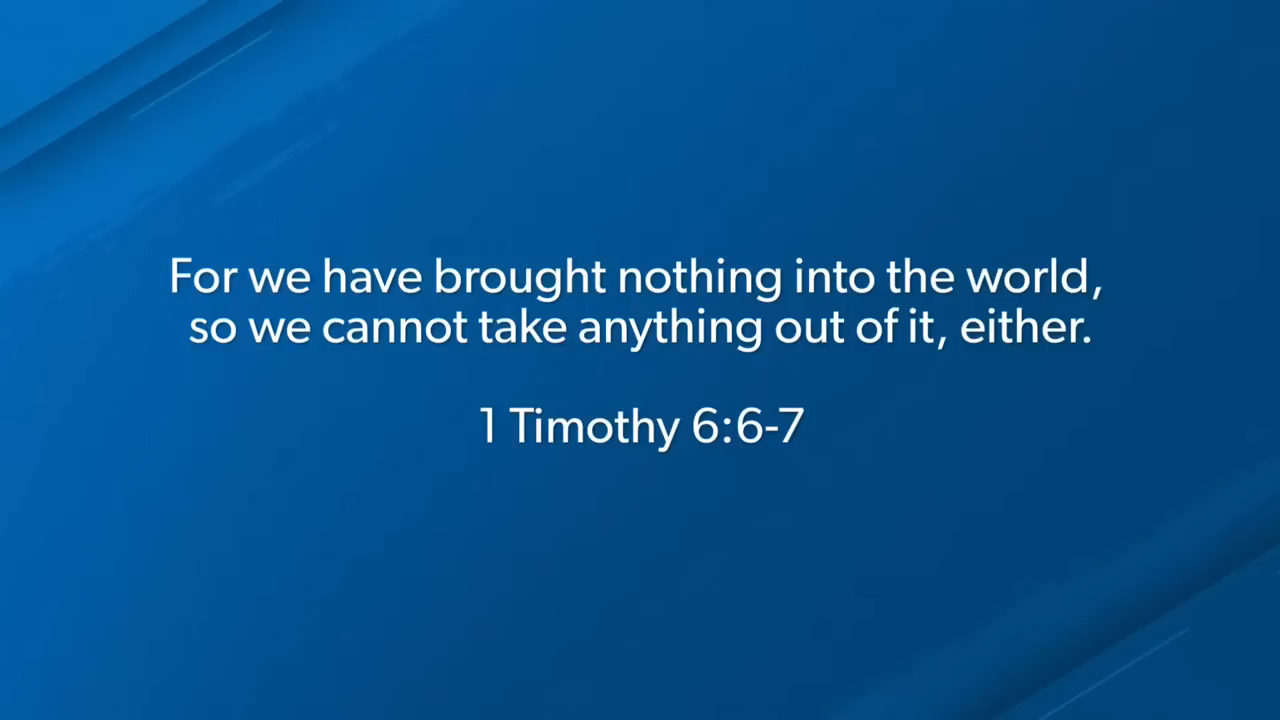 For we have brought nothing into the world,
so we cannot take anything out of it, either.
1 Timothy 6:6-7